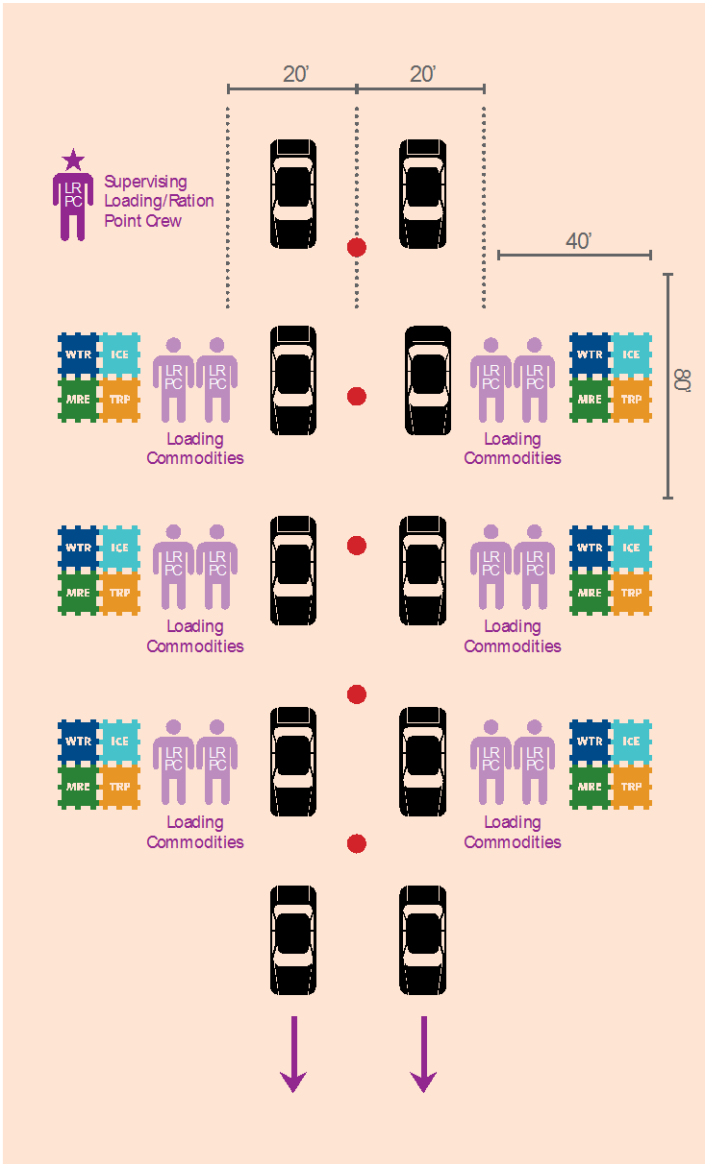 20' 20'
LR
PC
Supervising
Loading/Ration
Point Crew
40'
80'
WTR ICE
MRE TRP
LR
PC
LR
PC
Loading
Commodities
LR
PC
LR
PC
Loading
Commodities
WTR ICE
MRE TRP
WTR ICE
MRE TRP
LR
PC
LR
PC
Loading
Commodities
LR
PC
LR
PC
Loading
Commodities
WTR ICE
MRE TRP
WTR ICE
MRE TRP
LR
PC
LR
PC
Loading
Commodities
LR
PC
LR
PC
Loading
Commodities
WTR ICE
MRE TRP